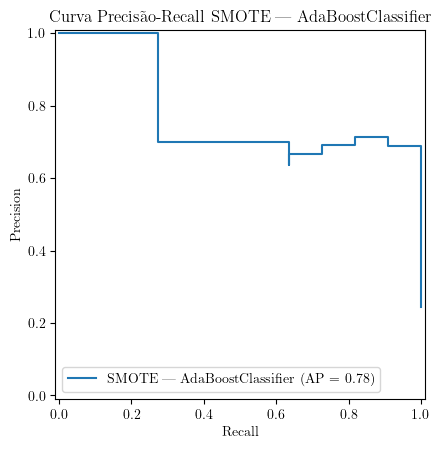 Curva Precisão-Recall SMOTE — AdaBoostClassifier
1.0
0.8
0.6
0.4
0.2
0.0
Precision
SMOTE — AdaBoostClassifier (AP = 0.78)
0.0 0.2 0.4 0.6 0.8 1.0
Recall